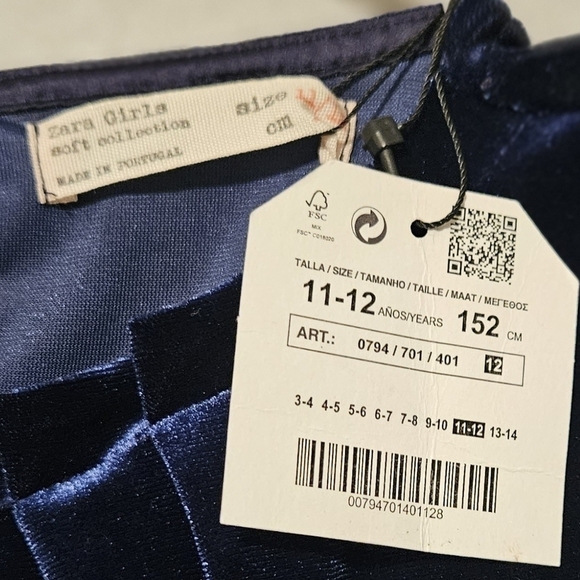 Zara Girls
soft collection
MADE IN PORTUGAL
size
cm
FSC
MIX
FSC™ C018020
TALLA / SIZE / TAMANHO / TAILLE / MAAT / ΜΕΓΕΘΟΣ
11-12 AÑOS/YEARS 152 CM
ART.: 0794 / 701 / 401 12
3-4 4-5 5-6 6-7 7-8 9-10 11-12 13-14
00794701401128